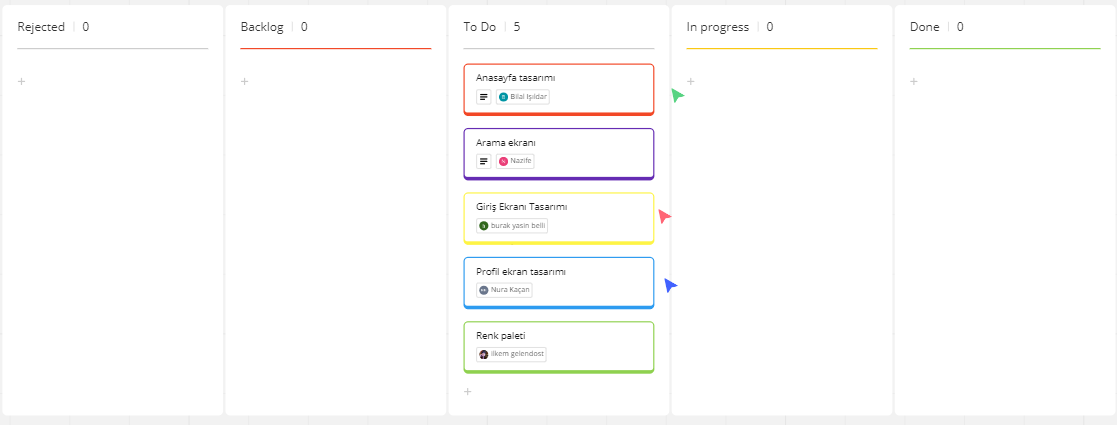 Rejected 0
Backlog 0
To Do 5
In progress 0
Done 0
Anasayfa tasarımı
Bilal Işıldar
Arama ekranı
Nazife
Giriş Ekranı Tasarımı
burak yasin belli
Profil ekran tasarımı
Nura Kaçan
Renk paleti
ilkem gelendost